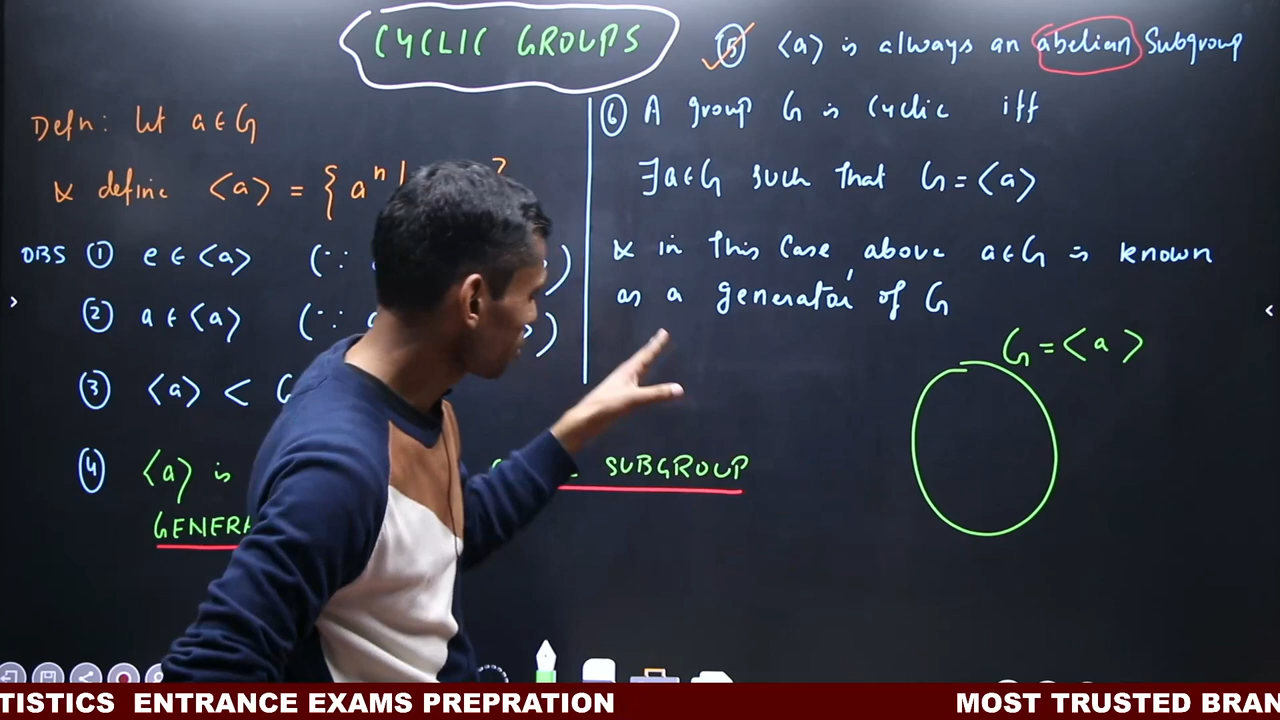 CYCLIC GROUPS
⑤ <a> is always an abelian Subgroup
Defn: let a ∈ G
& define <a> = { a^n |
OBS ① e ∈ <a> (∵ )
② a ∈ <a> (∵ )
③ <a> <
④ <a> is SUBGROUP
⑥ A group G is cyclic iff
∃ a ∈ G such that G = <a>
& in this case, above a ∈ G is known
as a generator of G
G = <a>
TISTICS ENTRANCE EXAMS PREPRATION MOST TRUSTED BRAN